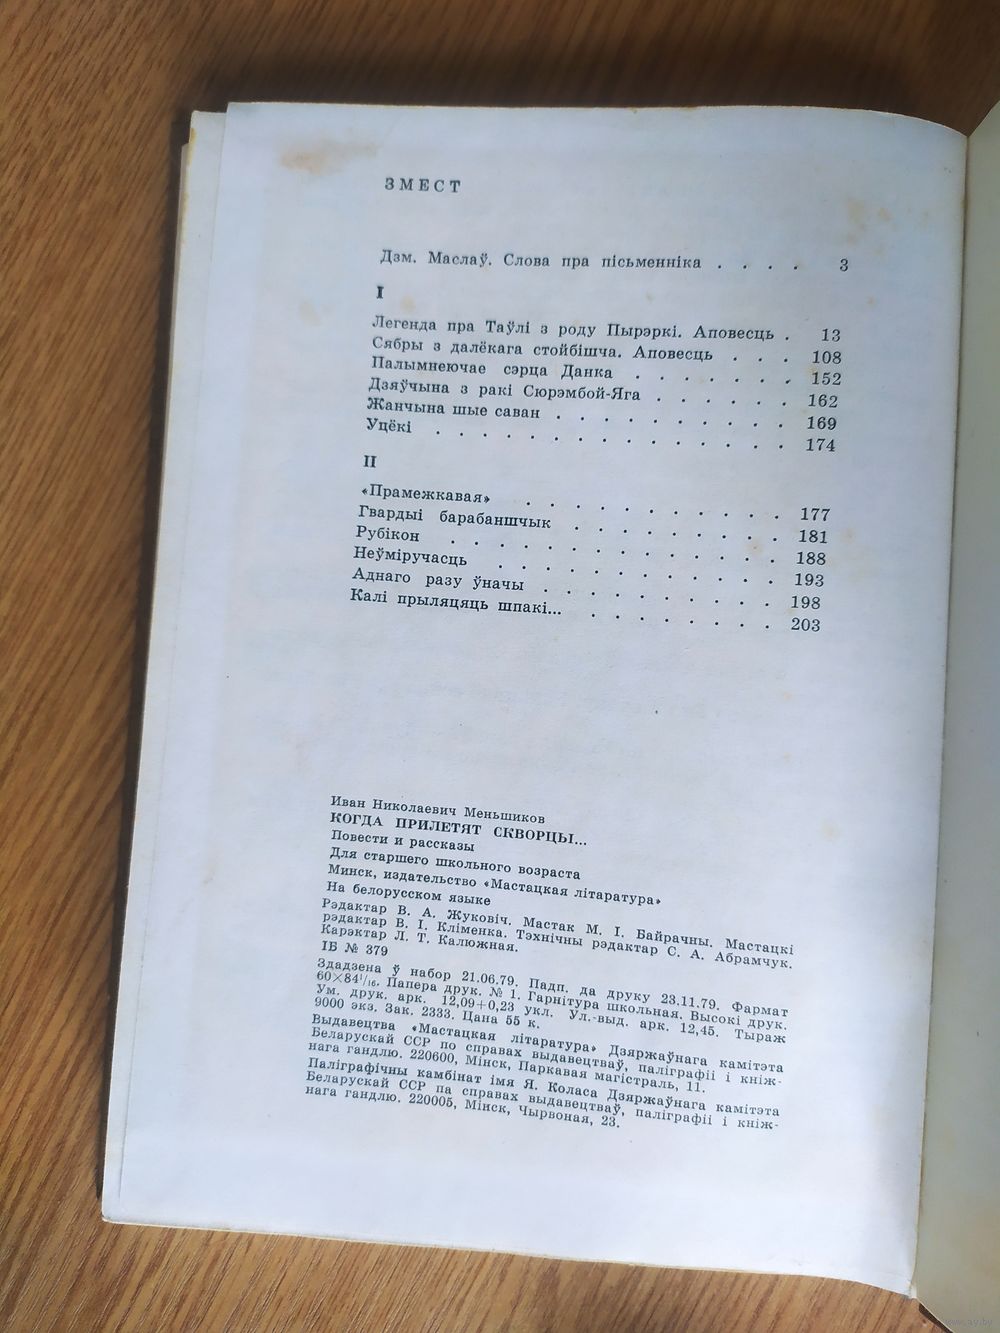 ЗМЕСТ
Дзм. Маслаў. Слова пра пісьменніка . . . . 3
I
Легенда пра Таўлі з роду Пырэркі. Аповесць . 13
Сябры з далёкага стойбішча. Аповесць . . . 108
Палымнеючае сэрца Данка . . . . . . . 152
Дзяўчына з ракі Сюрэмбой-Яга . . . . . . 162
Жанчына шые саван . . . . . . . . . . 169
Уцёкі . . . . . . . . . . . . . . . 174
II
«Прамежкавая» . . . . . . . . . . . . 177
Гвардыі барабаншчык . . . . . . . . . . 181
Рубікон . . . . . . . . . . . . . . . 188
Неўміручасць . . . . . . . . . . . . . 193
Аднаго разу ўначы . . . . . . . . . . . 198
Калі прыляцяць шпакі... . . . . . . . . 203
Иван Николаевич Меньшиков
КОГДА ПРИЛЕТЯТ СКВОРЦЫ...
Повести и рассказы
Для старшего школьного возраста
Минск, издательство «Мастацкая літаратура»
На белорусском языке
Рэдактар В. А. Жуковіч. Мастак М. І. Байрачны. Мастацкі
рэдактар В. І. Кліменка. Тэхнічны рэдактар С. А. Абрамчук.
Карэктар Л. Т. Калюжная.
ІБ № 379
Здадзена ў набор 21.06.79. Падп. да друку 23.11.79. Фармат
60×84¹/₁₆. Папера друк. № 1. Гарнітура школьная. Высокі друк.
Ум. друк. арк. 12,09+0,23 укл. Ул.-выд. арк. 12,45. Тыраж
9000 экз. Зак. 2333. Цана 55 к.
Выдавецтва «Мастацкая літаратура» Дзяржаўнага камітэта
Беларускай ССР па справах выдавецтваў, паліграфіі і кніж-
нага гандлю. 220600, Мінск, Паркавая магістраль, 11.
Паліграфічны камбінат імя Я. Коласа Дзяржаўнага камітэта
Беларускай ССР па справах выдавецтваў, паліграфіі і кніж-
нага гандлю. 220005, Мінск, Чырвоная, 23.
www.ay.by